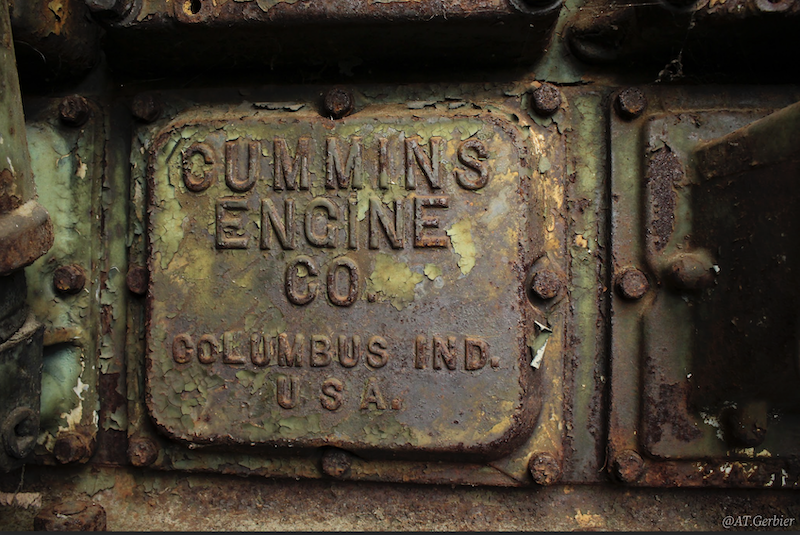 CUMMINS
ENGINE
CO.
COLUMBUS IND.
U S A.
@AT.Gerbier